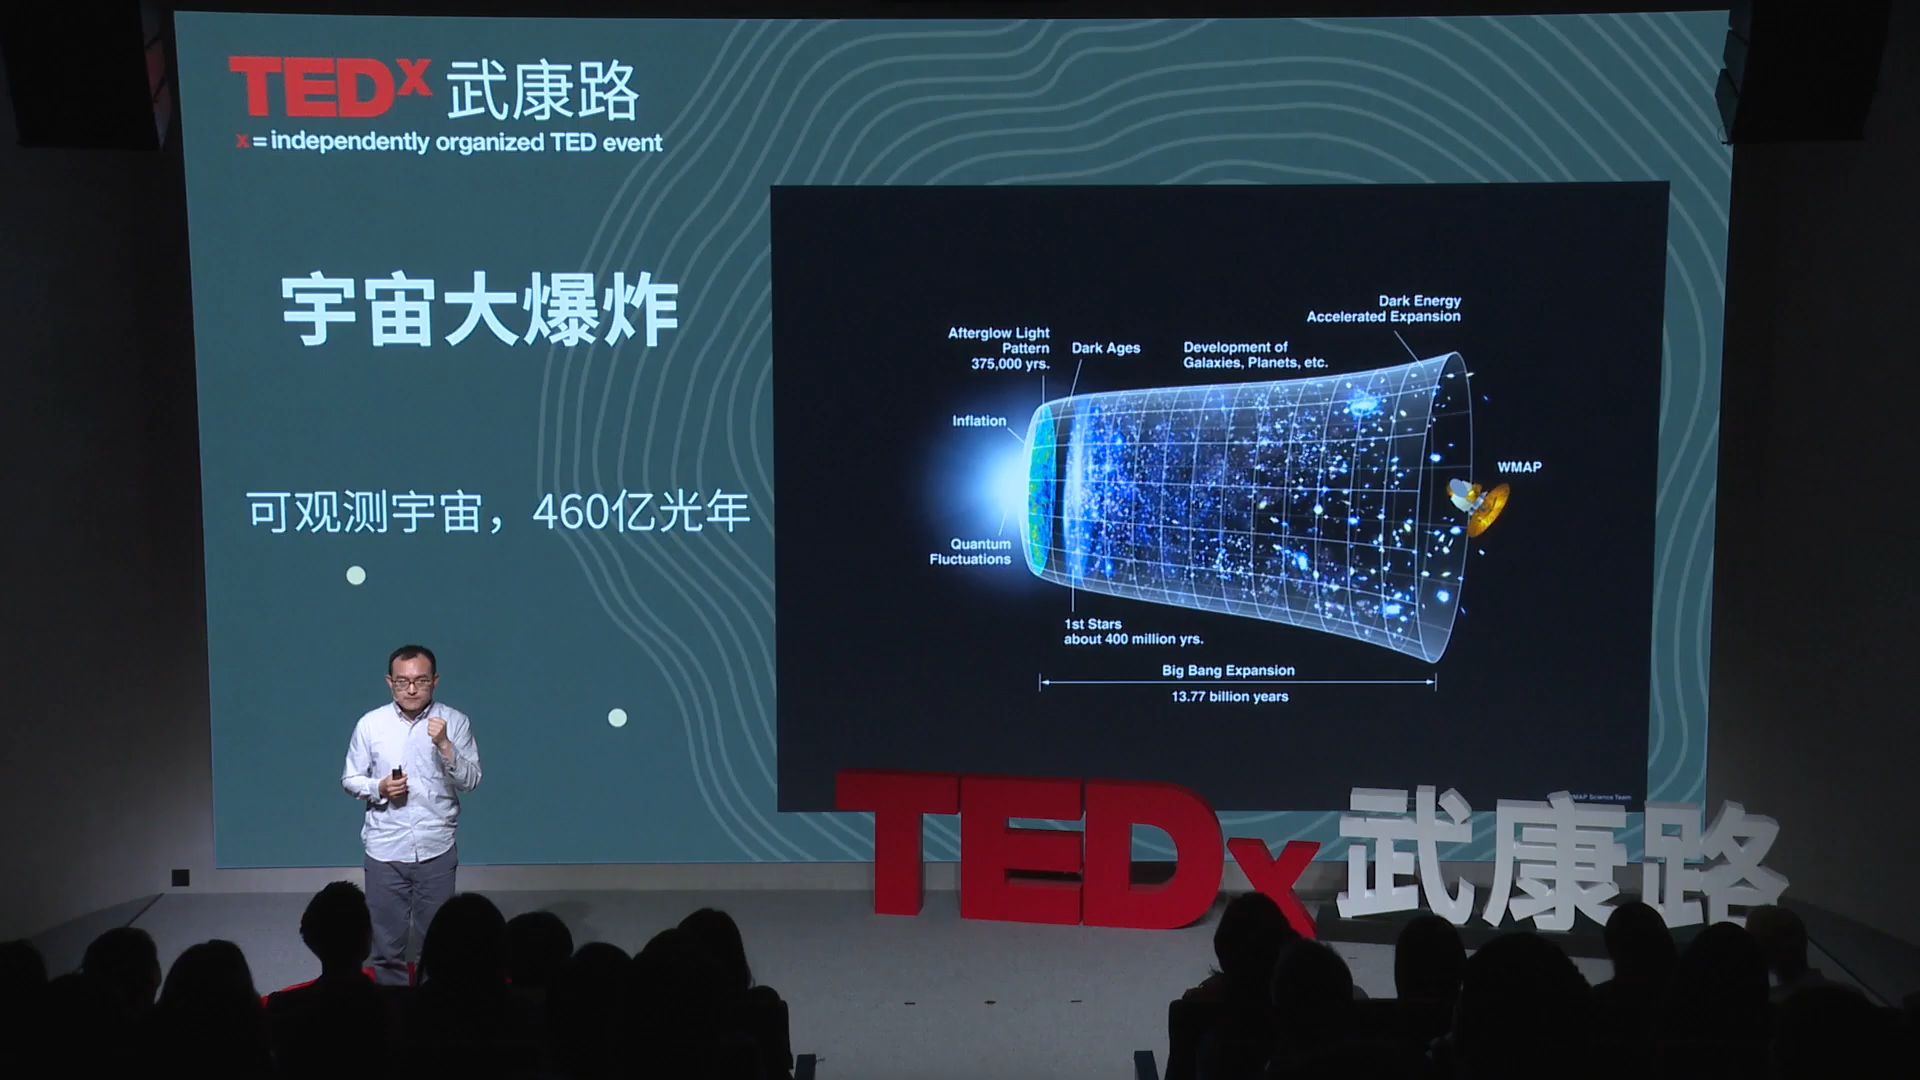 TEDx 武康路
x = independently organized TED event
宇宙大爆炸
可观测宇宙，460亿光年
Dark Energy
Accelerated Expansion
Afterglow Light
Pattern
375,000 yrs.
Dark Ages
Development of
Galaxies, Planets, etc.
Inflation
WMAP
Quantum
Fluctuations
1st Stars
about 400 million yrs.
Big Bang Expansion
13.77 billion years
WMAP Science Team
TEDx 武康路